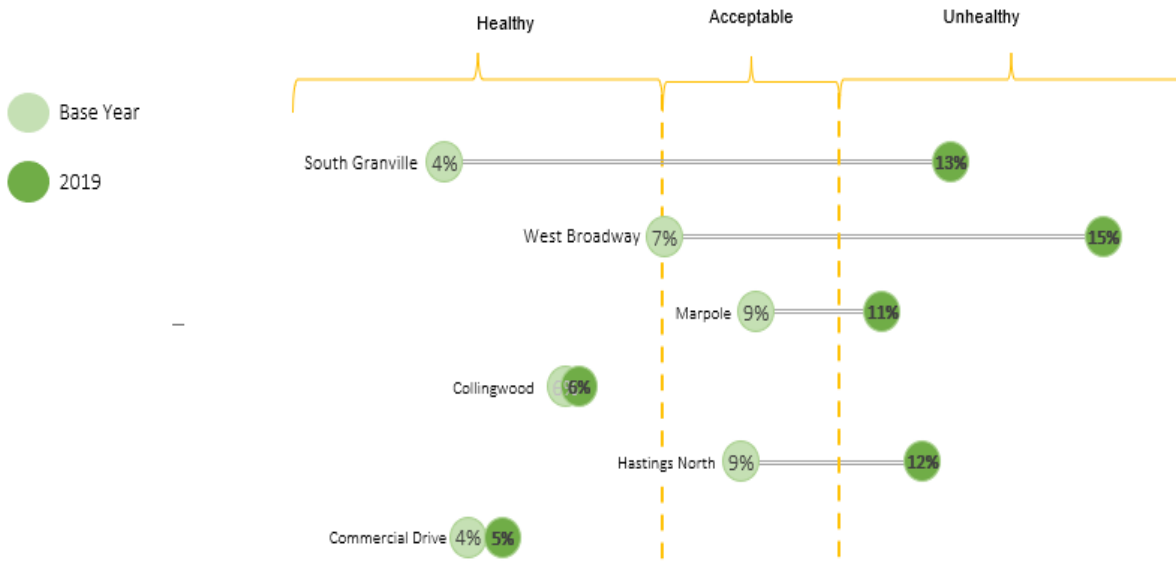 Healthy
Acceptable
Unhealthy
Base Year
2019
South Granville 4% 13%
West Broadway 7% 15%
Marpole 9% 11%
Collingwood 6%
Hastings North 9% 12%
Commercial Drive 4% 5%